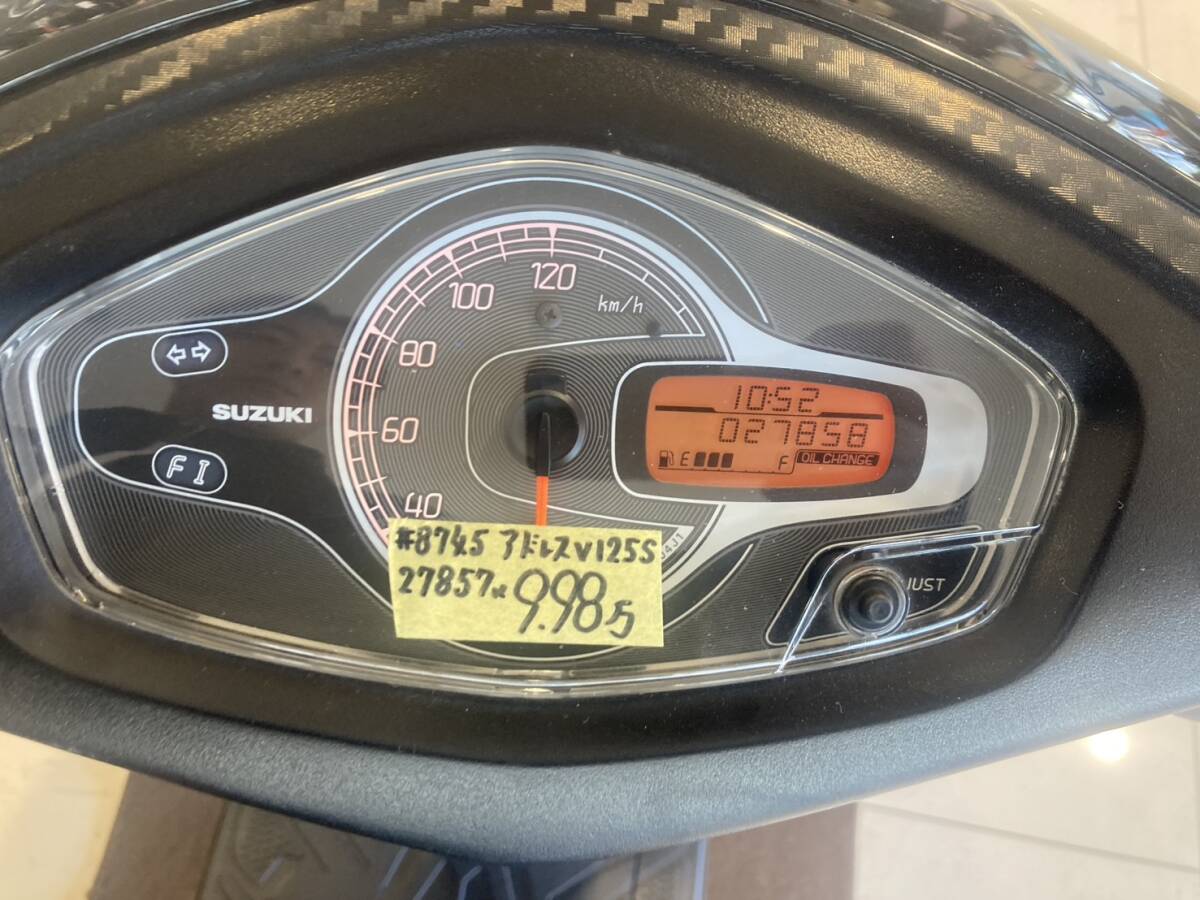 120
100
km/h
80
SUZUKI
60
40
FI
10:52
027858
E F OIL CHANGE
#8745 アドレスV125S
27857㎞ 9.98万